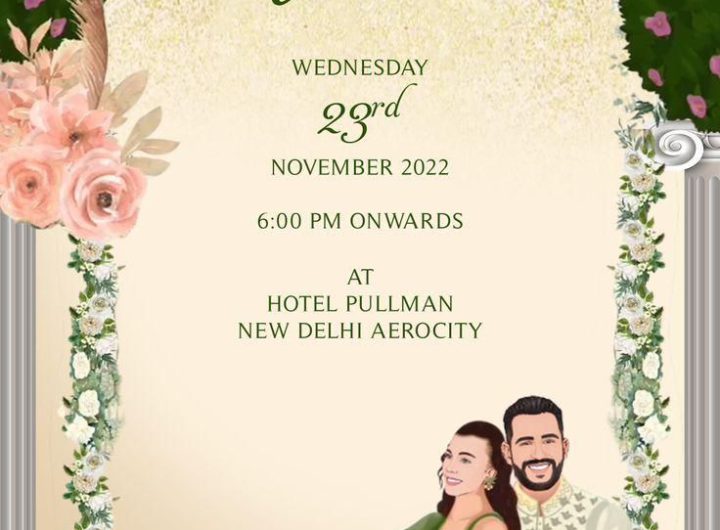 WEDNESDAY
23rd
NOVEMBER 2022
6:00 PM ONWARDS
AT
HOTEL PULLMAN
NEW DELHI AEROCITY